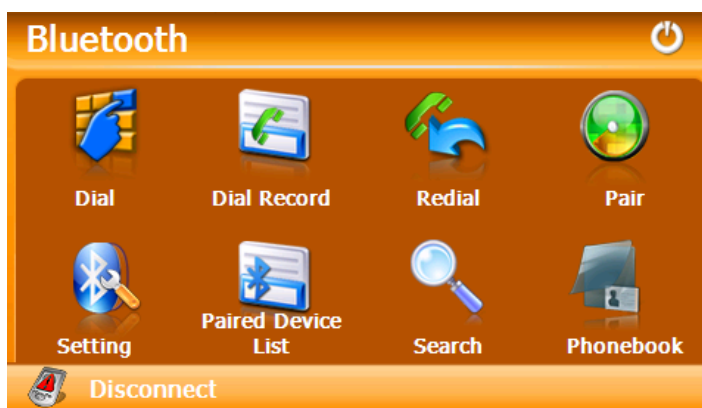 Bluetooth
Dial
Dial Record
Redial
Pair
Setting
Paired Device
List
Search
Phonebook
Disconnect